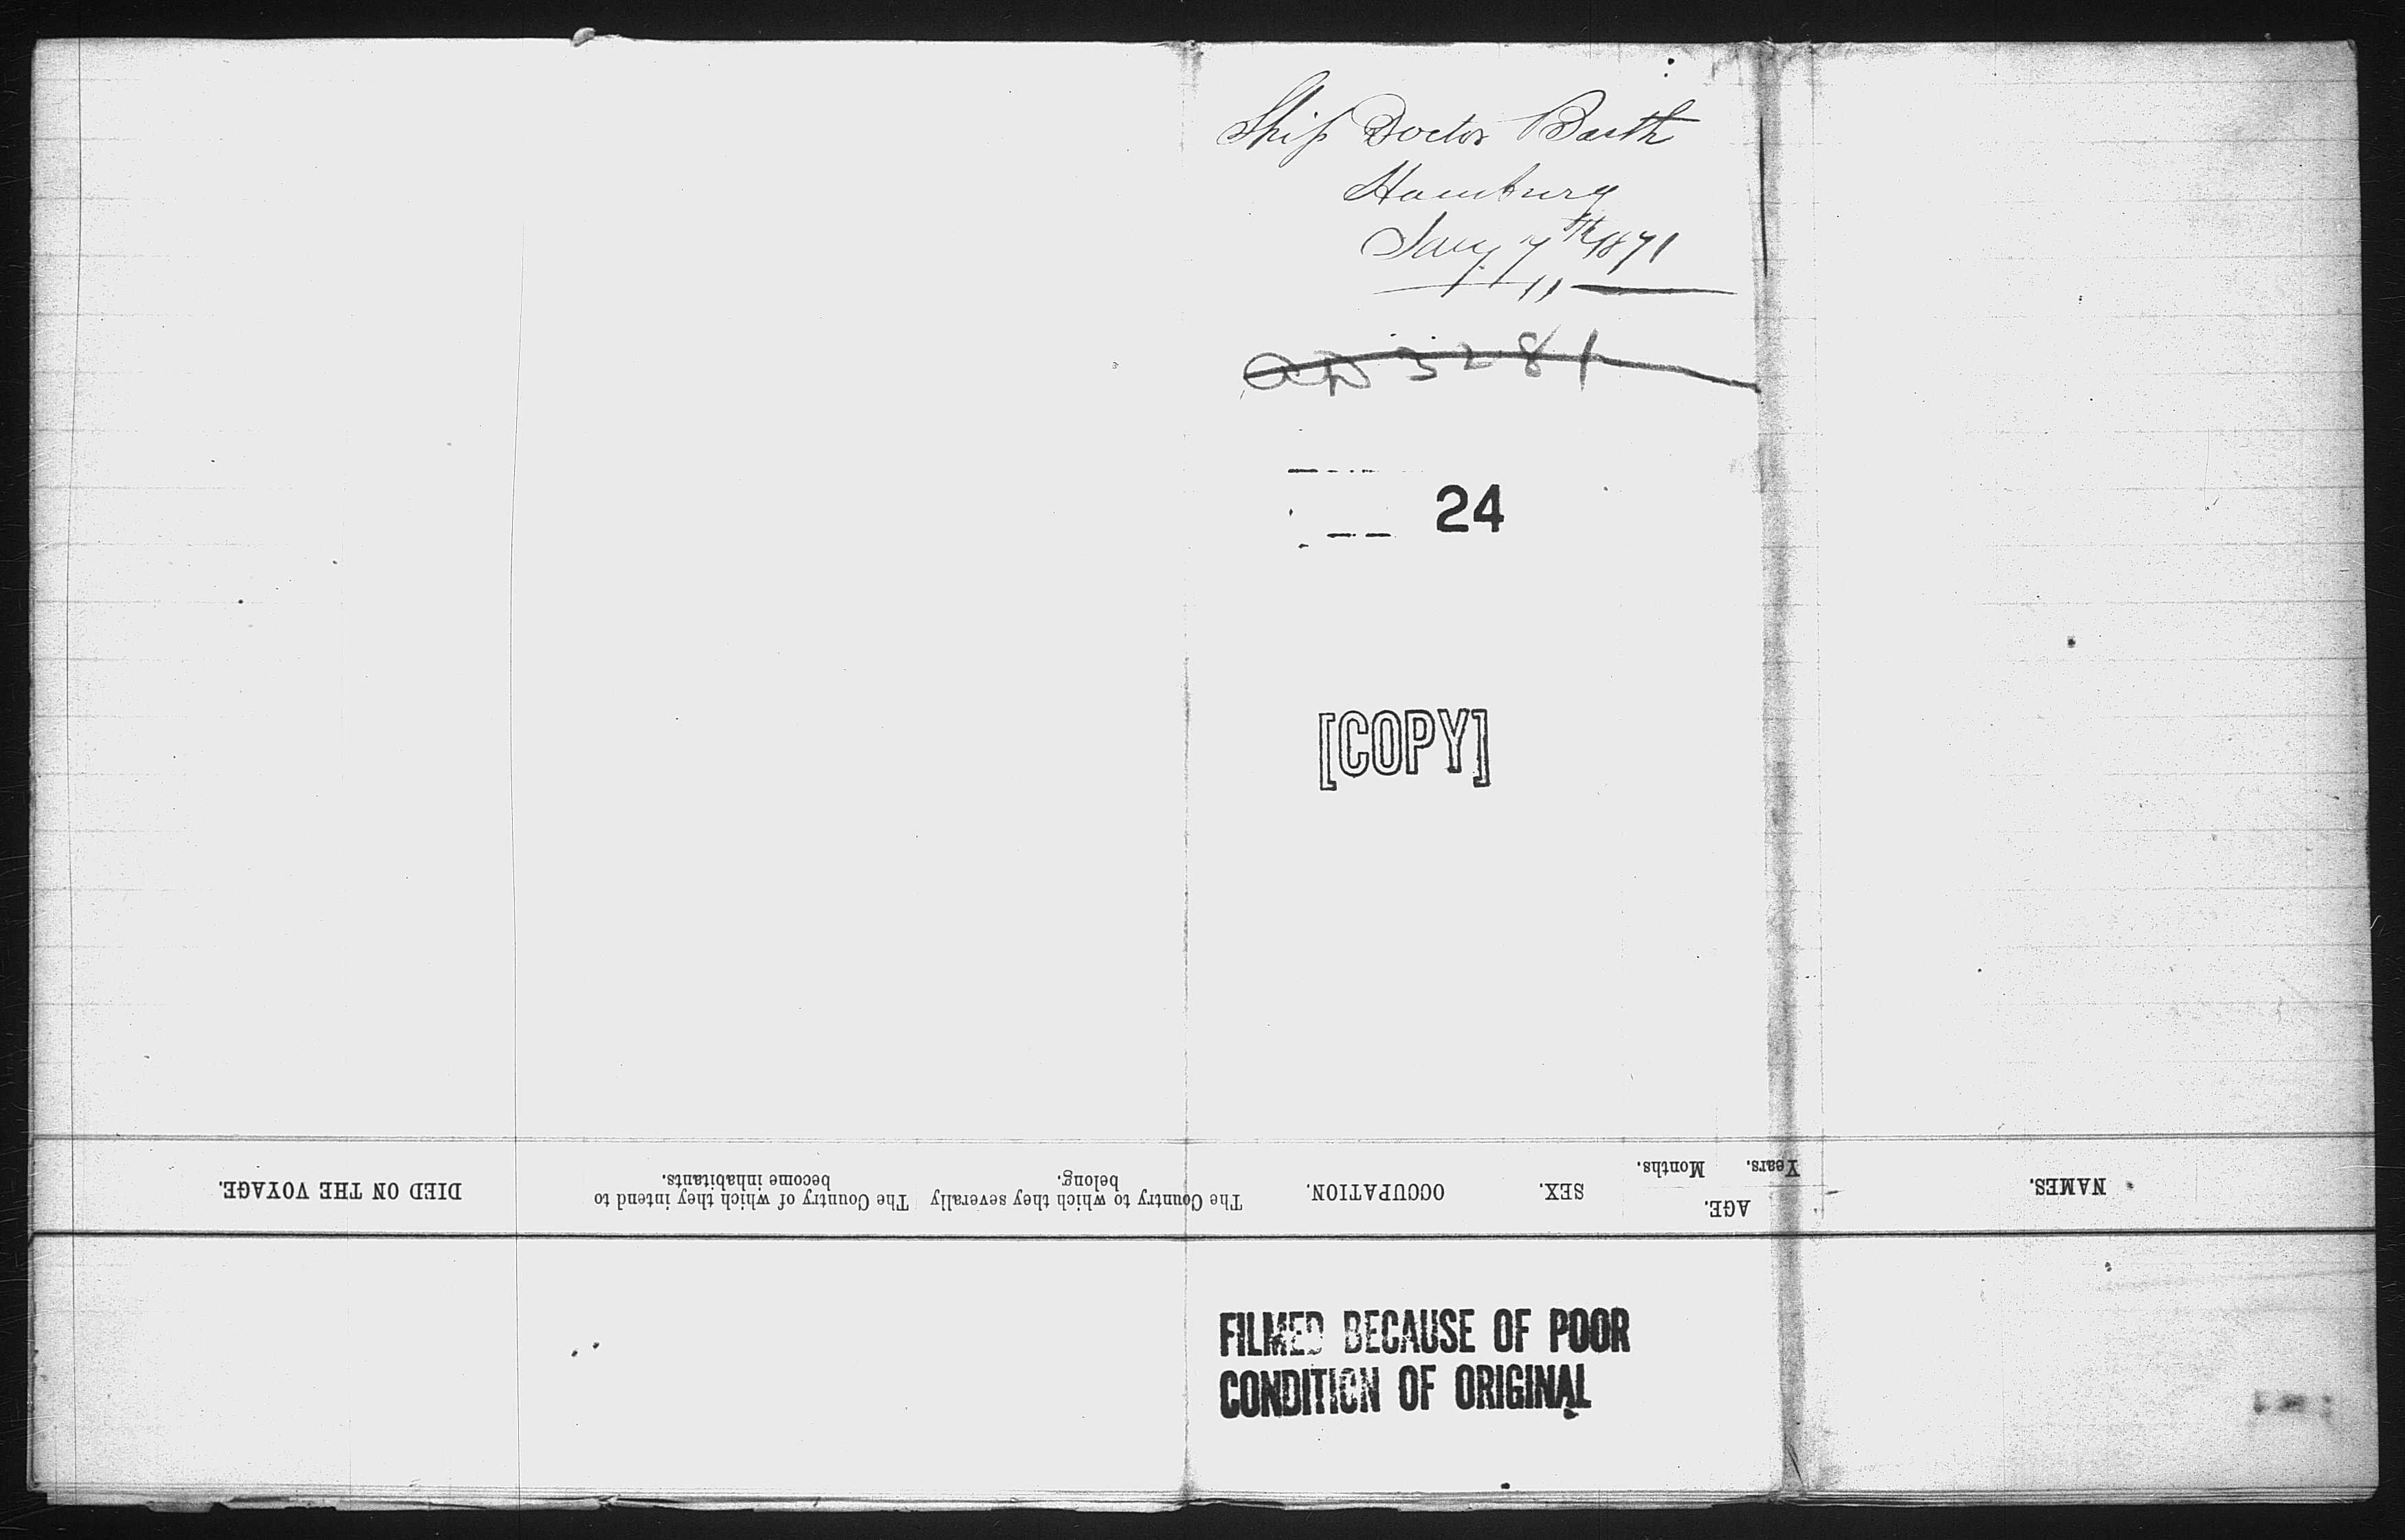 Ship Doctor Barth
Hamburg
Jany 7th 1871
24
[COPY]
NAMES.
AGE.
Years. Months.
SEX.
OCCUPATION.
The Country to which they severally
belong.
The Country of which they intend to
become inhabitants.
DIED ON THE VOYAGE.
FILMED BECAUSE OF POOR
CONDITION OF ORIGINAL